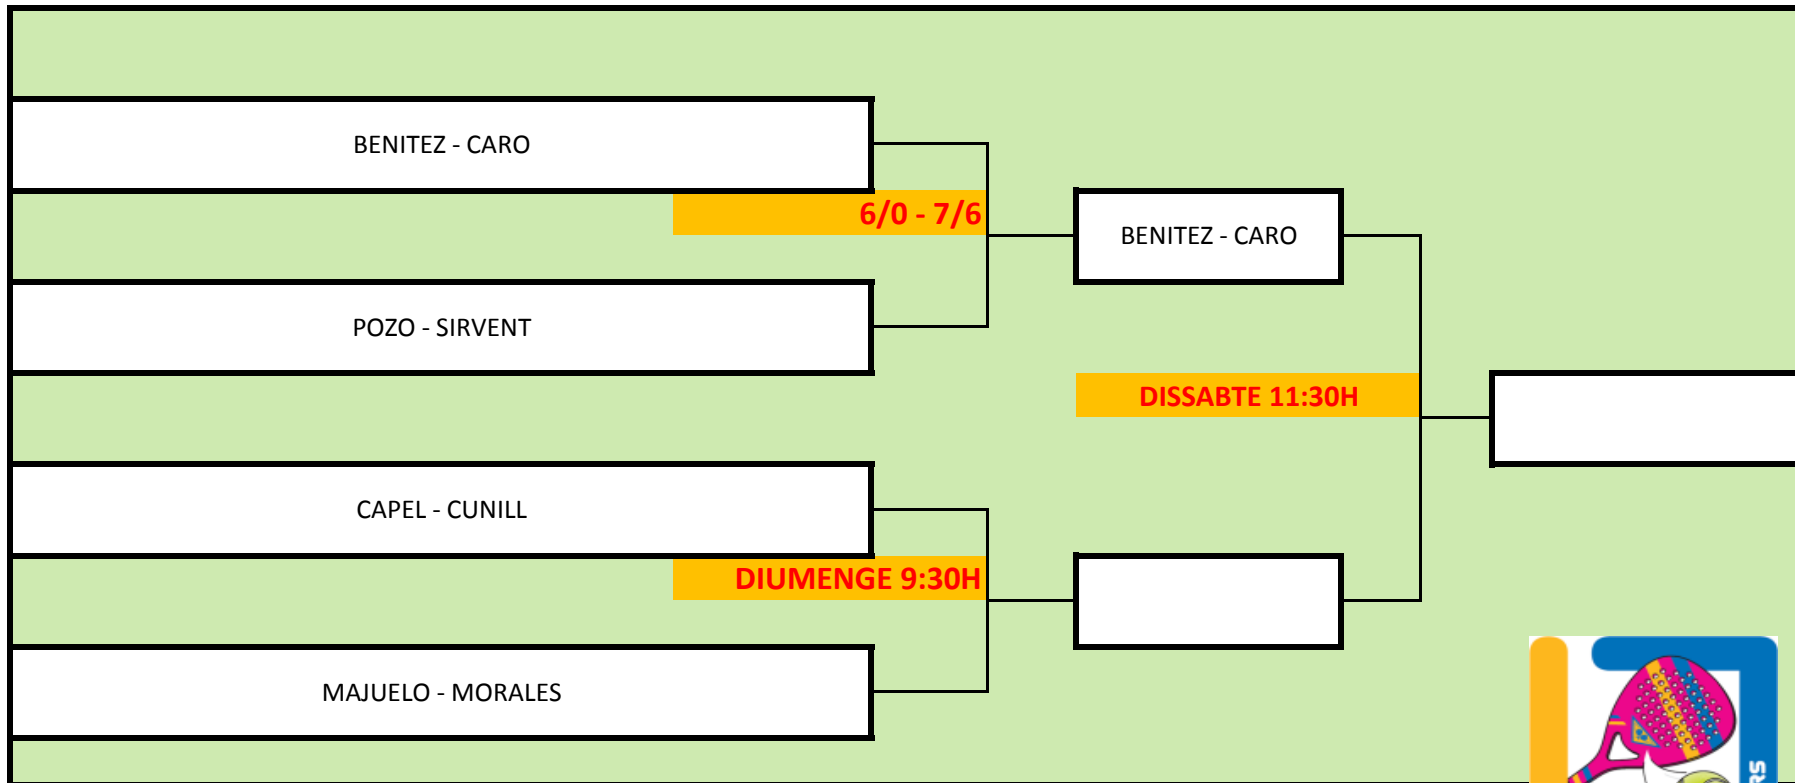 BENITEZ - CARO
6/0 - 7/6
BENITEZ - CARO
POZO - SIRVENT
DISSABTE 11:30H
CAPEL - CUNILL
DIUMENGE 9:30H
MAJUELO - MORALES
RS